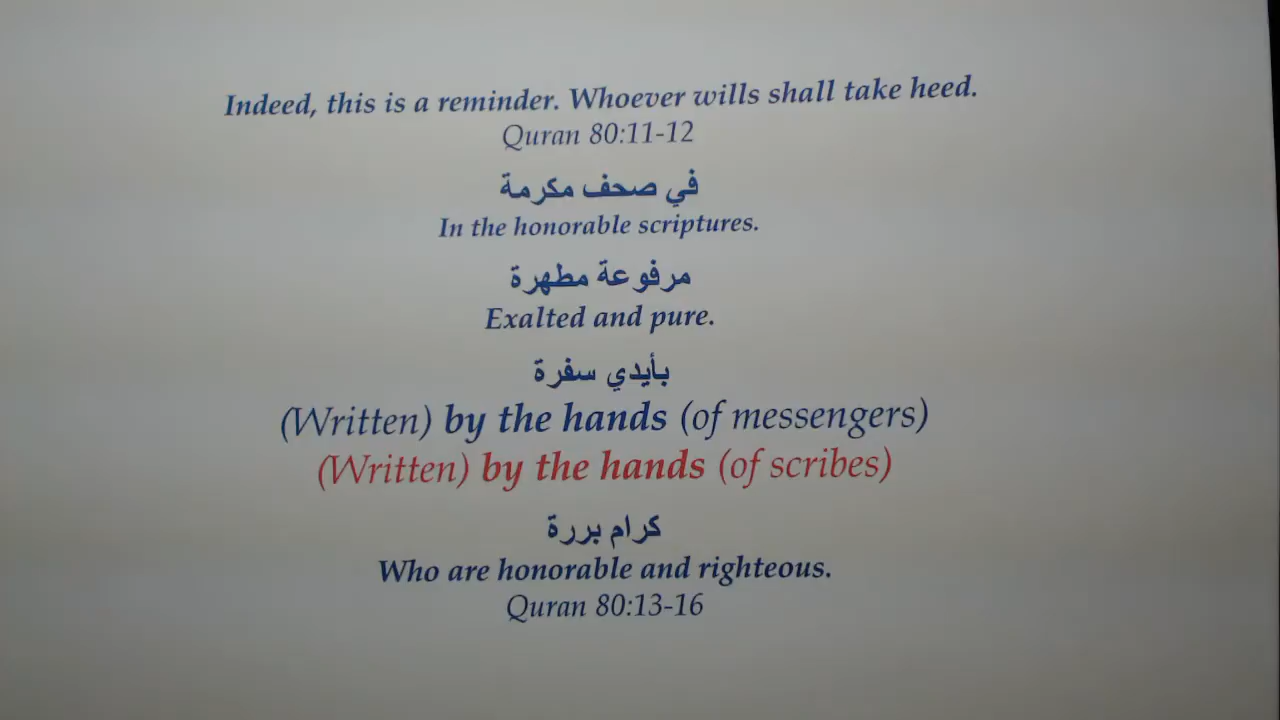 Indeed, this is a reminder. Whoever wills shall take heed.
Quran 80:11-12
في صحف مكرمة
In the honorable scriptures.
مرفوعة مطهرة
Exalted and pure.
بأيدي سفرة
(Written) by the hands (of messengers)
(Written) by the hands (of scribes)
كرام بررة
Who are honorable and righteous.
Quran 80:13-16